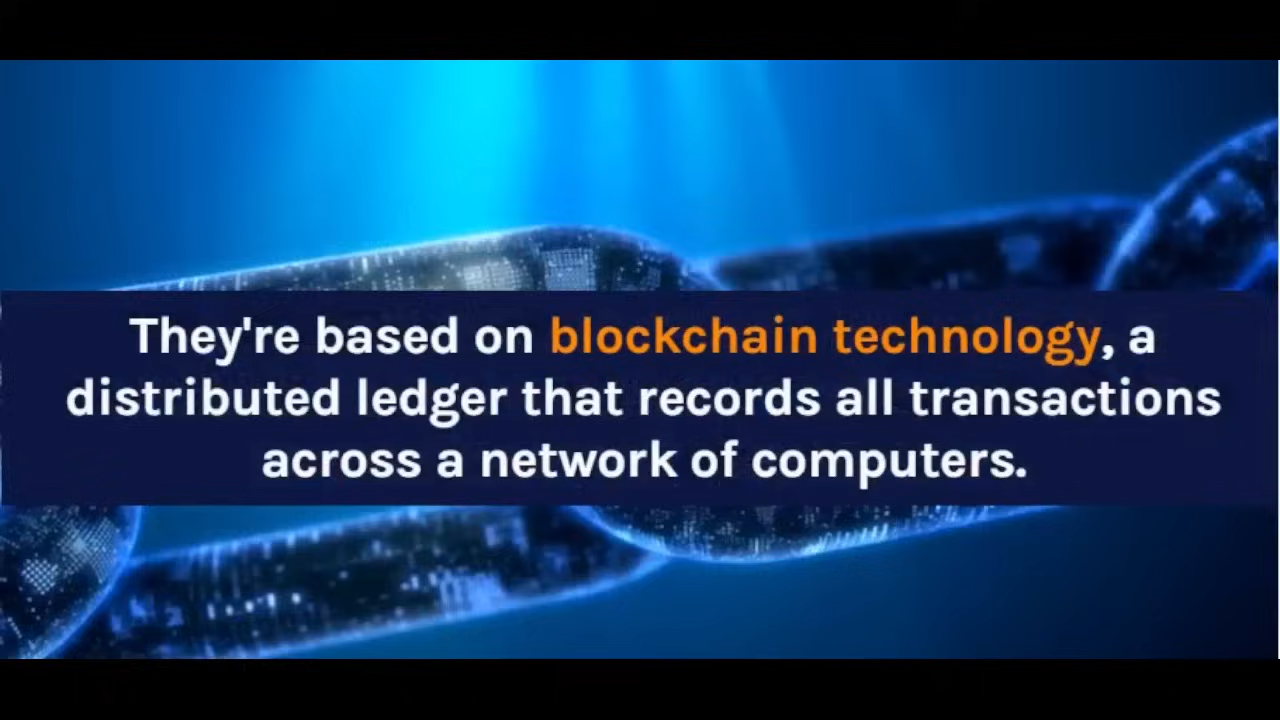 They're based on blockchain technology, a
distributed ledger that records all transactions
across a network of computers.